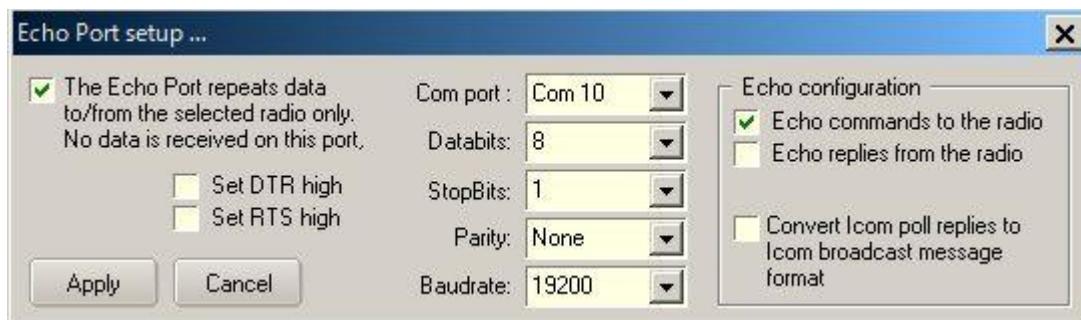 Echo Port setup ...
The Echo Port repeats data
to/from the selected radio only.
No data is received on this port,
Set DTR high
Set RTS high
Apply
Cancel
Com port : Com 10
Databits: 8
StopBits: 1
Parity: None
Baudrate: 19200
Echo configuration
Echo commands to the radio
Echo replies from the radio
Convert Icom poll replies to
Icom broadcast message
format